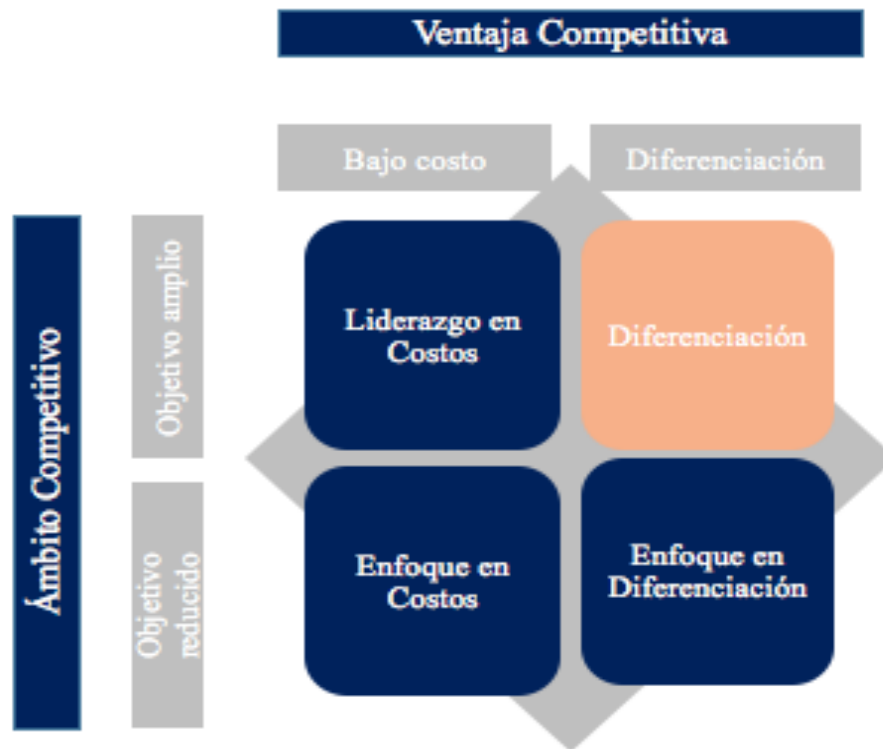 Ventaja Competitiva
Bajo costo
Diferenciación
Ámbito Competitivo
Objetivo amplio
Liderazgo en
Costos
Diferenciación
Objetivo
reducido
Enfoque en
Costos
Enfoque en
Diferenciación